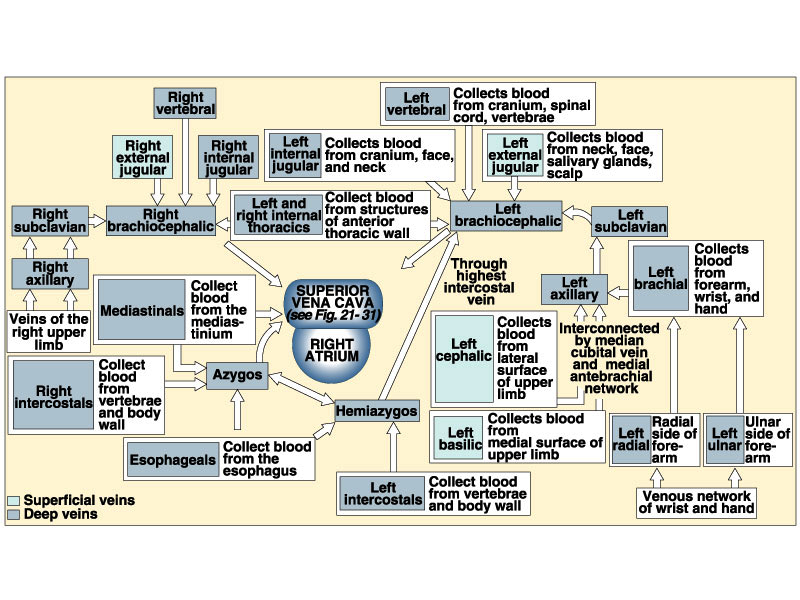 Right
vertebral
Left
vertebral
Collects blood
from cranium, spinal
cord, vertebrae
Right
external
jugular
Right
internal
jugular
Left
internal
jugular
Collects blood
from cranium, face,
and neck
Left
external
jugular
Collects blood
from neck, face,
salivary glands,
scalp
Right
subclavian
Right
brachiocephalic
Left and
right internal
thoracics
Collect blood
from structures
of anterior
thoracic wall
Left
brachiocephalic
Left
subclavian
Right
axillary
Veins of the
right upper
limb
Mediastinals
Collect
blood
from the
medias-
tinium
SUPERIOR
VENA CAVA
(see Fig. 21- 31)
RIGHT
ATRIUM
Through
highest
intercostal
vein
Left
axillary
Left
brachial
Collects
blood
from
forearm,
wrist, and
hand
Left
cephalic
Collects
blood
from
lateral
surface
of upper
limb
Interconnected
by median
cubital vein
and medial
antebrachial
network
Right
intercostals
Collect
blood
from
vertebrae
and body
wall
Azygos
Hemiazygos
Left
basilic
Collects blood
from
medial surface of
upper limb
Left
radial
Radial
side of
fore-
arm
Left
ulnar
Ulnar
side of
fore-
arm
Esophageals
Collect blood
from the
esophagus
Left
intercostals
Collect blood
from vertebrae
and body wall
Venous network
of wrist and hand
Superficial veins
Deep veins